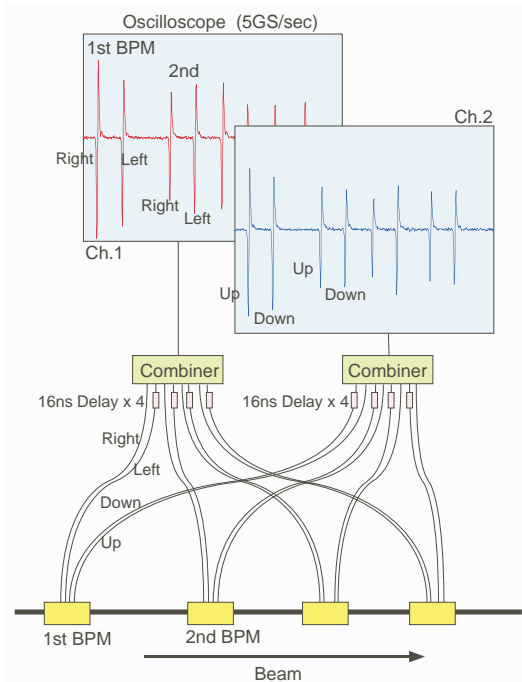 Oscilloscope (5GS/sec)
1st BPM
2nd
Right
Left
Right
Left
Ch.1
Ch.2
Up
Down
Up
Down
Combiner
Combiner
16ns Delay x 4
16ns Delay x 4
Right
Left
Down
Up
1st BPM
2nd BPM
Beam